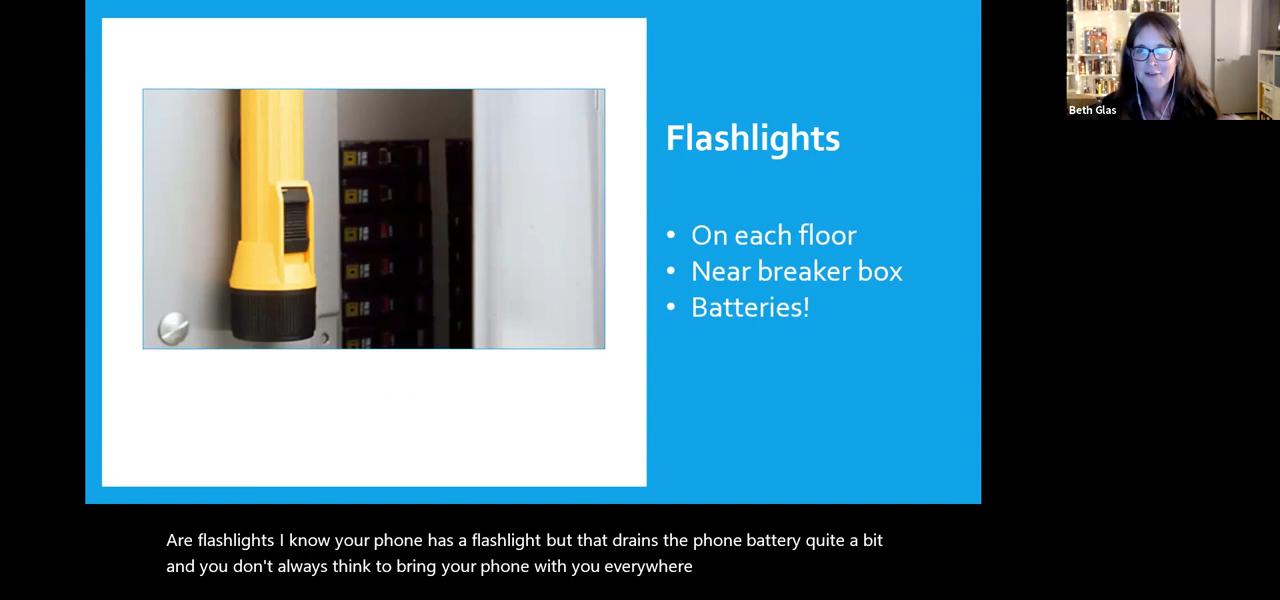 Flashlights
• On each floor
• Near breaker box
• Batteries!
Beth Glas
Are flashlights I know your phone has a flashlight but that drains the phone battery quite a bit
and you don't always think to bring your phone with you everywhere